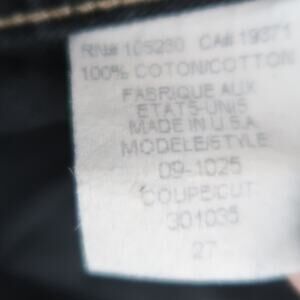 RN# 105230 CA# 19371
100% COTON/COTTON
FABRIQUE AUX
ETATS-UNIS
MADE IN U.S.A.
MODELE/STYLE
09-1025
COUPE/CUT
301035
27